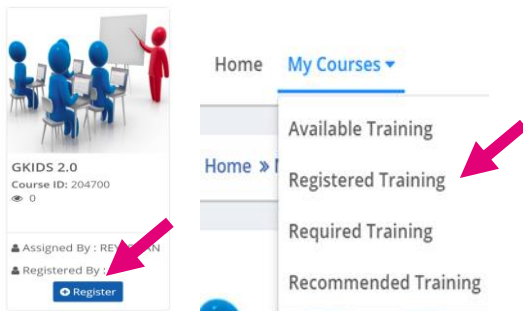 GKIDS 2.0
Course ID: 204700
0
Assigned By : AN
Registered By :
Register
Home My Courses
Available Training
Home »
Registered Training
Required Training
Recommended Training